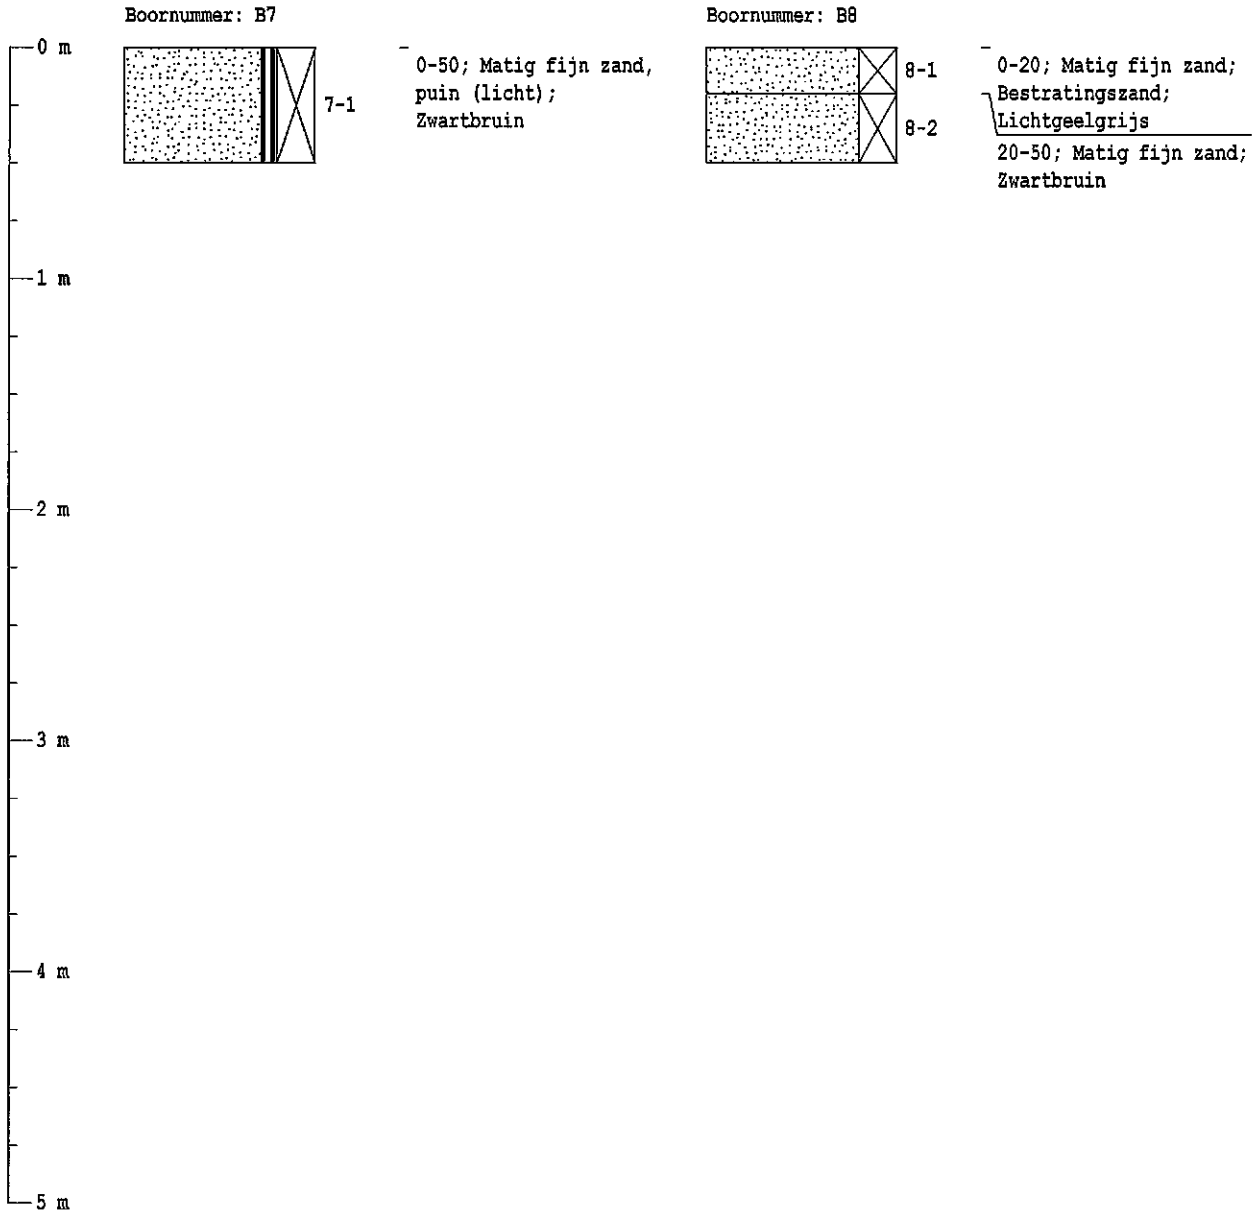 Boornummer: B7
0-50; Matig fijn zand,
puin (licht);
Zwartbruin
7-1
Boornummer: B8
8-1
8-2
0-20; Matig fijn zand;
Bestratingszand;
Lichtgeelgrijs
20-50; Matig fijn zand;
Zwartbruin
0 m
1 m
2 m
3 m
4 m
5 m